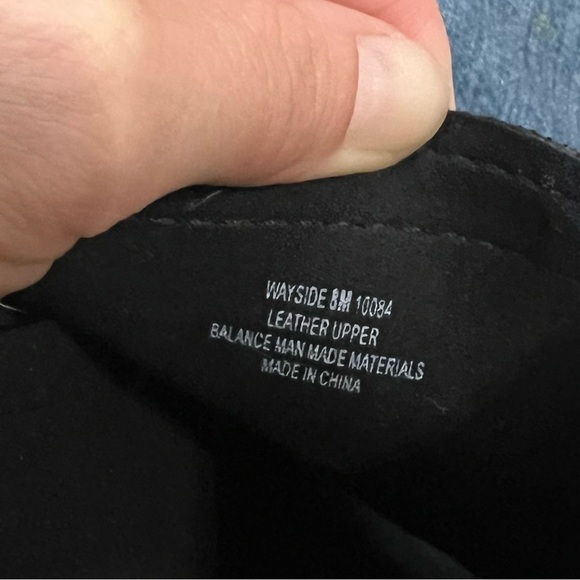 WAYSIDE 8M 10084
LEATHER UPPER
BALANCE MAN MADE MATERIALS
MADE IN CHINA